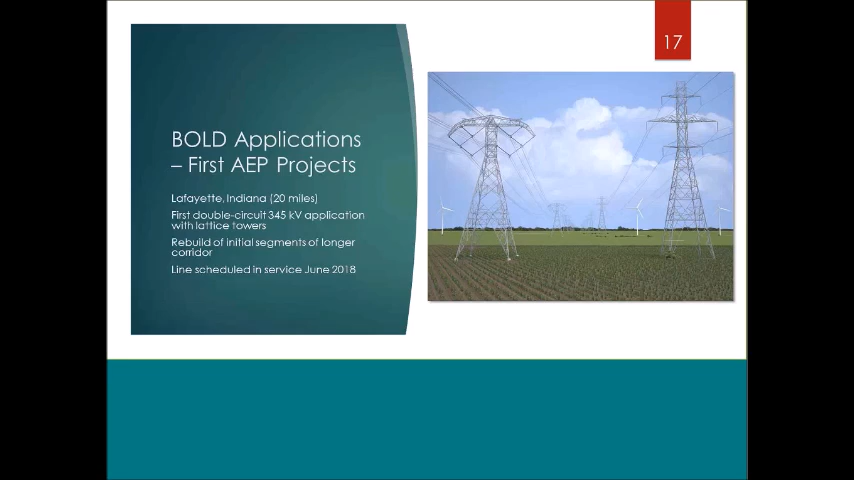 17
BOLD Applications
– First AEP Projects
Lafayette, Indiana (20 miles)
First double-circuit 345 kV application
with lattice towers
Rebuild of initial segments of longer
corridor
Line scheduled in service June 2018